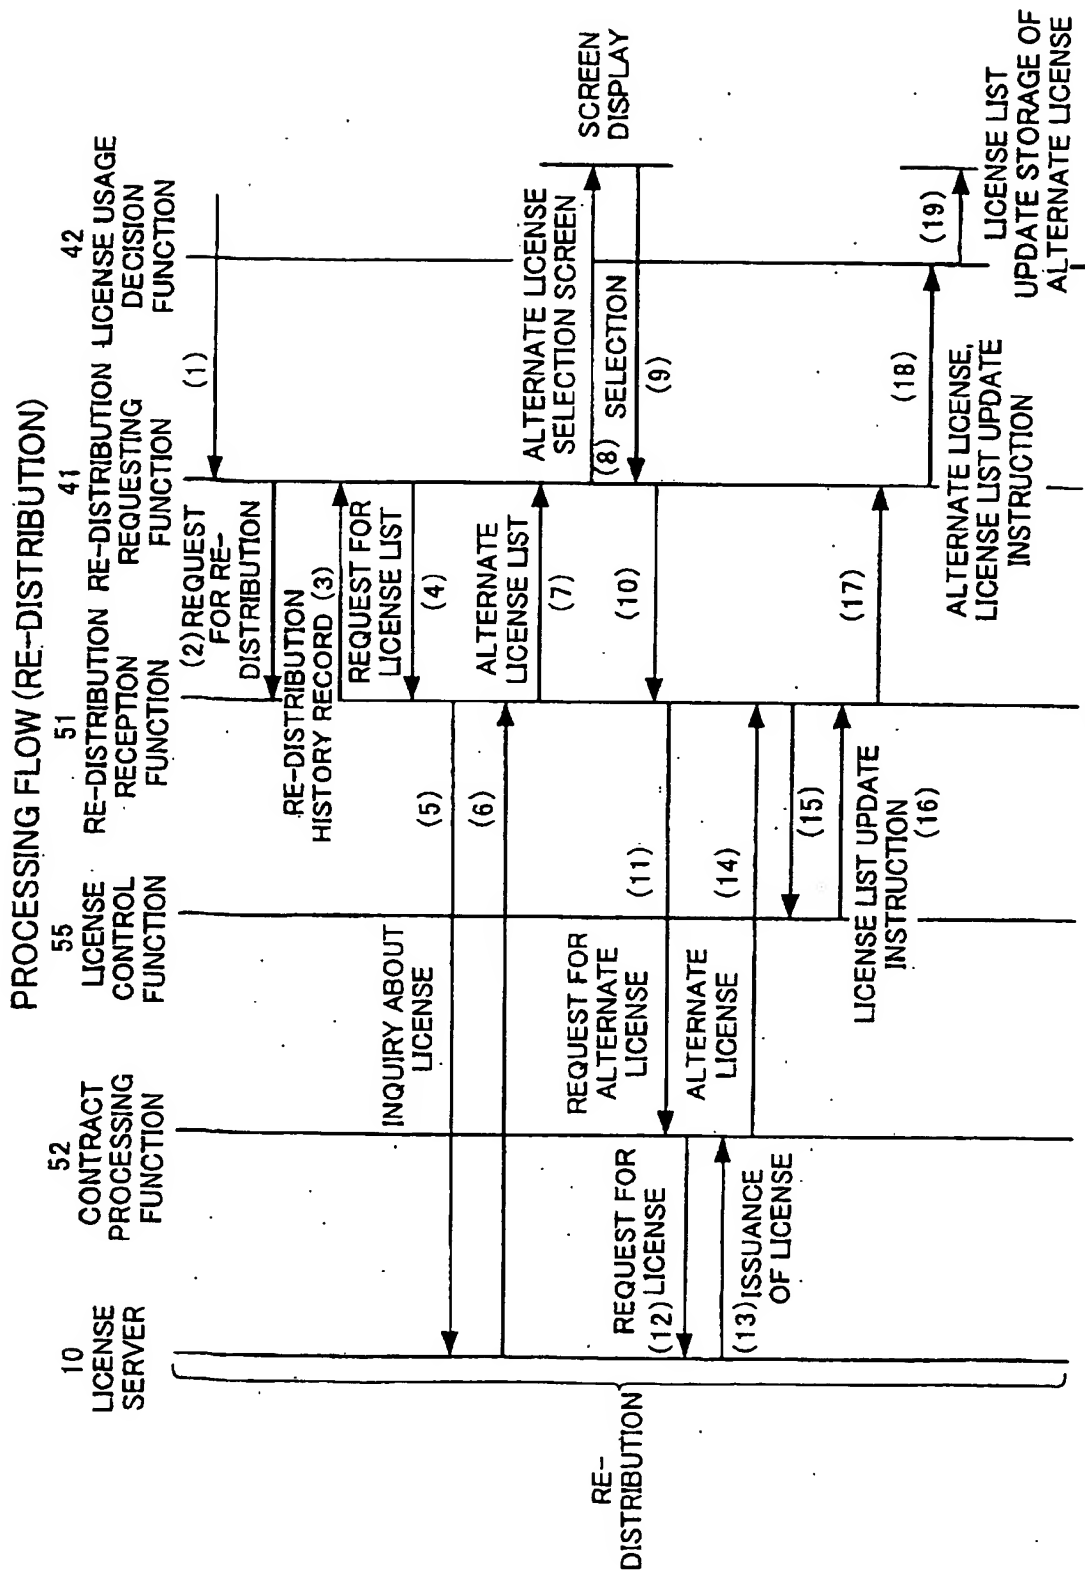 PROCESSING FLOW (RE-DISTRIBUTION)
10
LICENSE
SERVER
52
CONTRACT
PROCESSING
FUNCTION
55
LICENSE
CONTROL
FUNCTION
51
RE-DISTRIBUTION
RECEPTION
FUNCTION
41
RE-DISTRIBUTION
REQUESTING
FUNCTION
42
LICENSE USAGE
DECISION
FUNCTION
(1)
(2) REQUEST
FOR RE-
DISTRIBUTION
RE-DISTRIBUTION
HISTORY RECORD (3)
REQUEST FOR
LICENSE LIST
(4)
INQUIRY ABOUT
LICENSE
(5)
(6)
ALTERNATE
LICENSE LIST
(7)
ALTERNATE LICENSE
SELECTION SCREEN
(8)
SCREEN
DISPLAY
SELECTION
(9)
(10)
REQUEST FOR
ALTERNATE
LICENSE
(11)
REQUEST FOR
(12) LICENSE
(13) ISSUANCE
OF LICENSE
ALTERNATE
LICENSE
(14)
(15)
LICENSE LIST UPDATE
INSTRUCTION
(16)
(17)
(18)
ALTERNATE LICENSE,
LICENSE LIST UPDATE
INSTRUCTION
(19)
LICENSE LIST
UPDATE STORAGE OF
ALTERNATE LICENSE
RE-
DISTRIBUTION